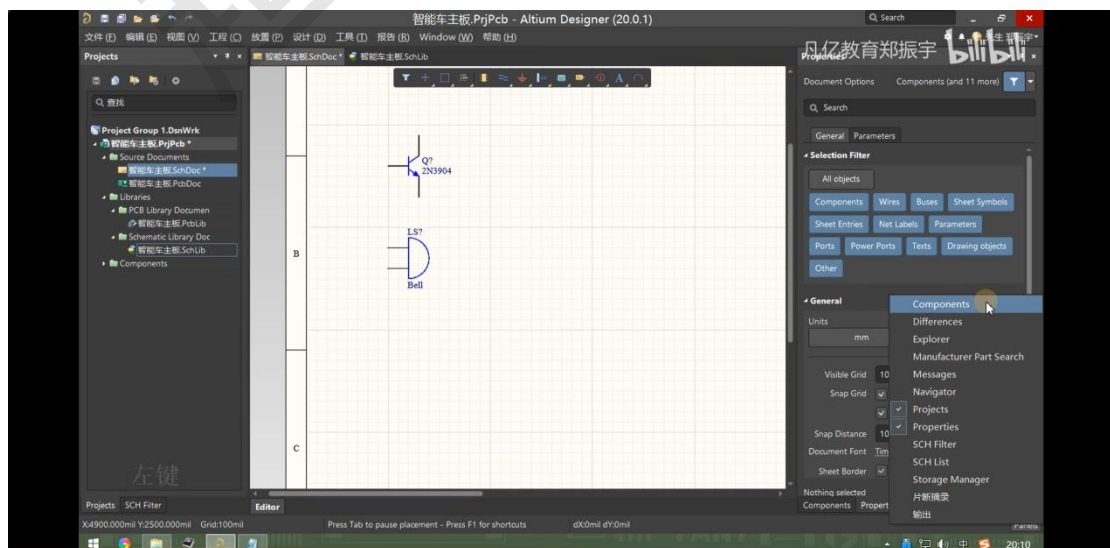 智能车主板.PrjPcb - Altium Designer (20.0.1)
Search
文件 (F) 编辑 (E) 视图 (V) 工程 (C) 放置 (P) 设计 (D) 工具 (T) 报告 (R) Window (W) 帮助 (H)
Projects
智能车主板.SchDoc *
智能车主板.SchLib
凡亿教育郑振宇
bilibili
Document Options Components (and 11 more)
查找
Search
General Parameters
Project Group 1.DsnWrk
智能车主板.PrjPcb *
Source Documents
智能车主板.SchDoc *
智能车主板.PcbDoc
Libraries
PCB Library Documen
智能车主板.PcbLib
Schematic Library Doc
智能车主板.SchLib
Components
Q?
2N3904
LS?
Bell
B
C
Selection Filter
All objects
Components Wires Buses Sheet Symbols
Sheet Entries Net Labels Parameters
Ports Power Ports Texts Drawing objects
Other
General
Units
mm
Visible Grid 10
Snap Grid
Snap Distance 10
Document Font Tim
Sheet Border
Nothing selected
Components Propert
Components
Differences
Explorer
Manufacturer Part Search
Messages
Navigator
Projects
Properties
SCH Filter
SCH List
Storage Manager
片断摘录
输出
左键
Projects SCH Filter
Editor
X:4900.000mil Y:2500.000mil Grid:100mil
Press Tab to pause placement - Press F1 for shortcuts
dX:0mil dY:0mil
Panels
中
20:10